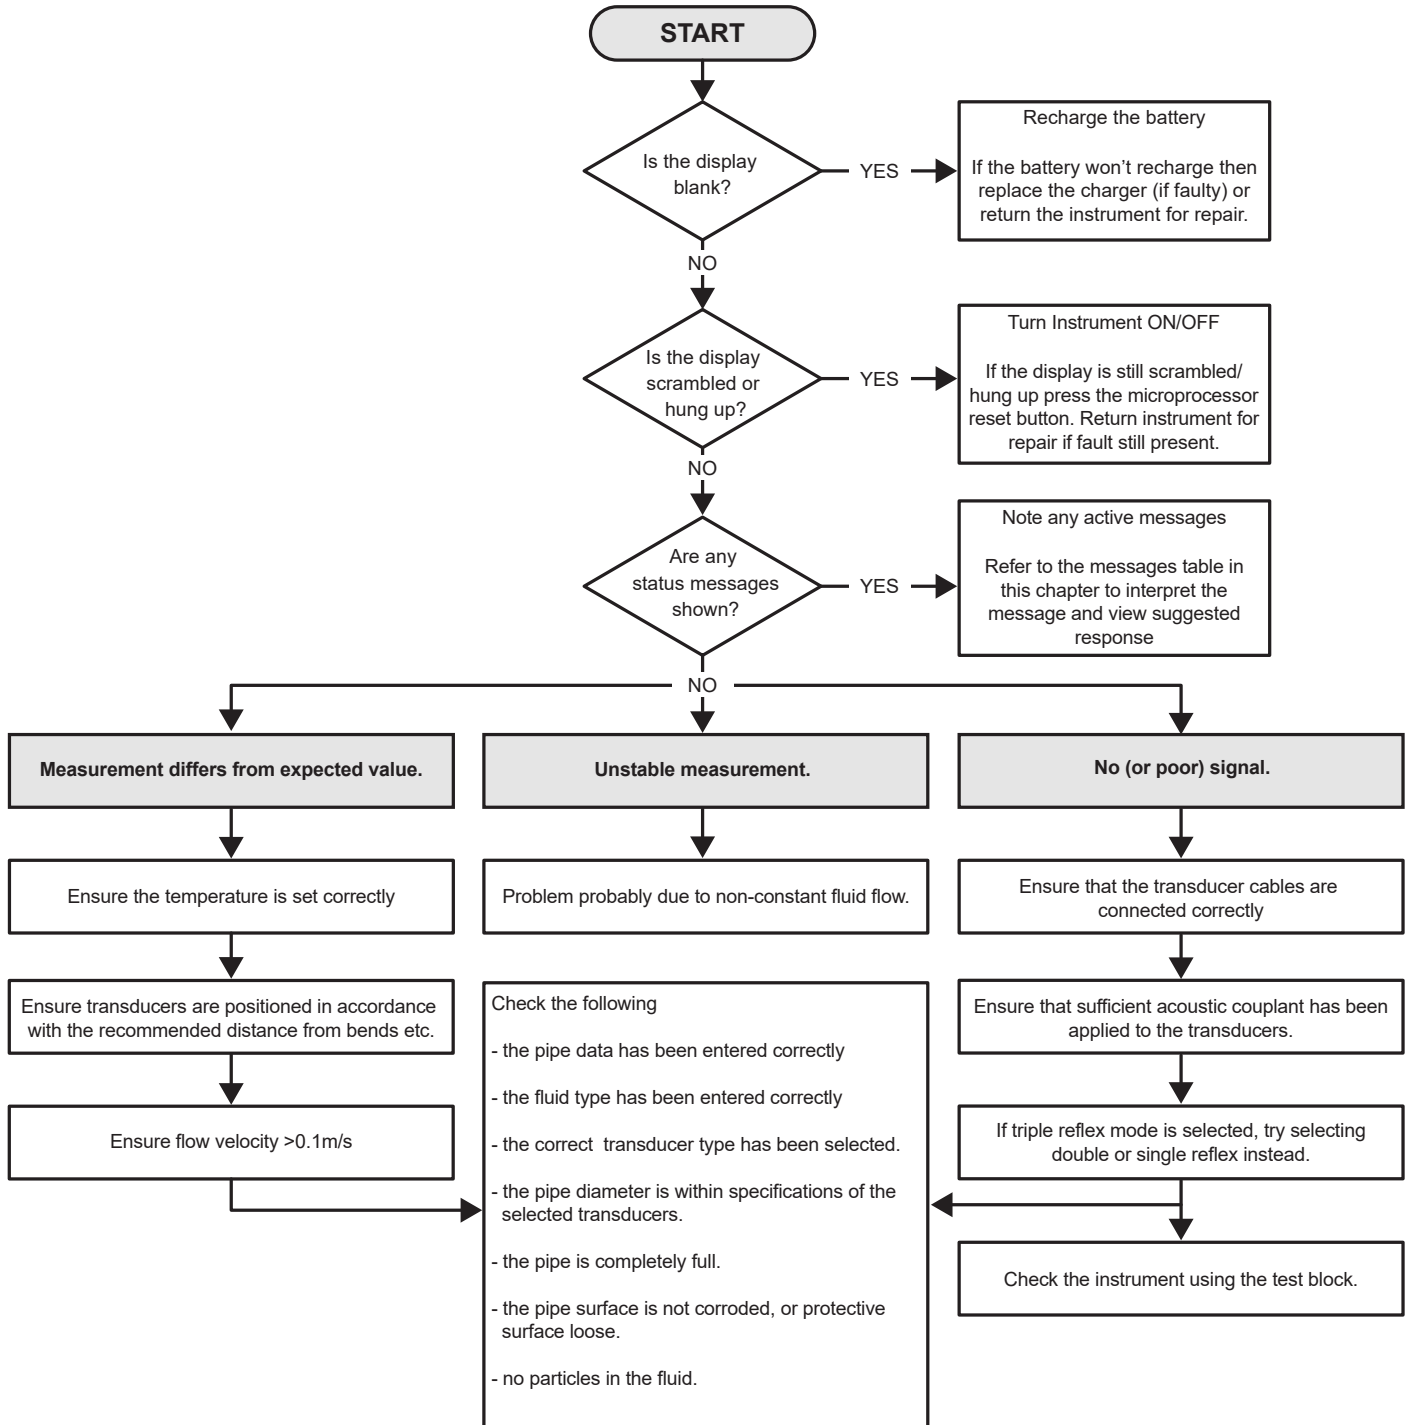 START
Is the display
blank?
YES
Recharge the battery
If the battery won’t recharge then
replace the charger (if faulty) or
return the instrument for repair.
NO
Is the display
scrambled or
hung up?
YES
Turn Instrument ON/OFF
If the display is still scrambled/
hung up press the microprocessor
reset button. Return instrument for
repair if fault still present.
NO
Are any
status messages
shown?
YES
Note any active messages
Refer to the messages table in
this chapter to interpret the
message and view suggested
response
NO
Measurement differs from expected value.
Ensure the temperature is set correctly
Ensure transducers are positioned in accordance
with the recommended distance from bends etc.
Ensure flow velocity >0.1m/s
Unstable measurement.
Problem probably due to non-constant fluid flow.
Check the following
- the pipe data has been entered correctly
- the fluid type has been entered correctly
- the correct  transducer type has been selected.
- the pipe diameter is within specifications of the
selected transducers.
- the pipe is completely full.
- the pipe surface is not corroded, or protective
surface loose.
- no particles in the fluid.
No (or poor) signal.
Ensure that the transducer cables are
connected correctly
Ensure that sufficient acoustic couplant has been
applied to the transducers.
If triple reflex mode is selected, try selecting
double or single reflex instead.
Check the instrument using the test block.